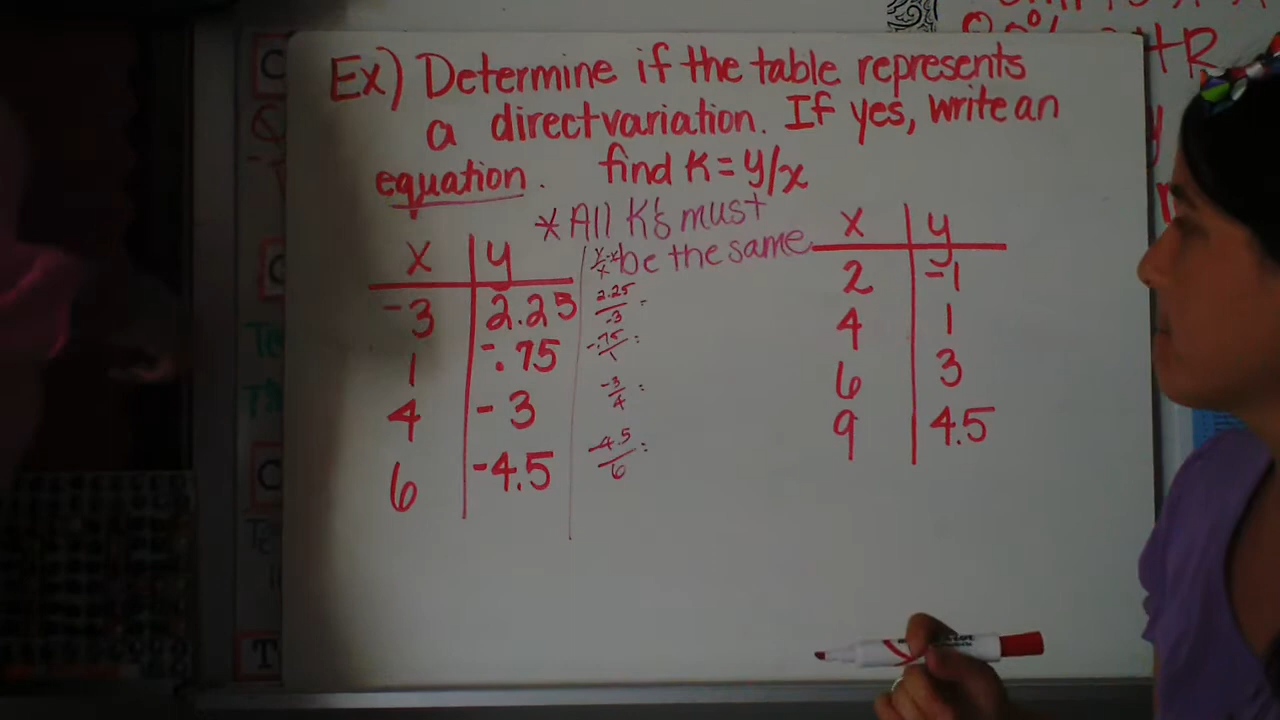 Ex) Determine if the table represents
a direct variation. If yes, write an
equation. find K = y/x
* All K's must
be the same.
x y
-3 2.25
1 -.75
4 -3
6 -4.5
y/x = K
2.25/-3 =
-.75/1 =
-3/4 =
-4.5/6 =
x y
2 -1
4 1
6 3
9 4.5